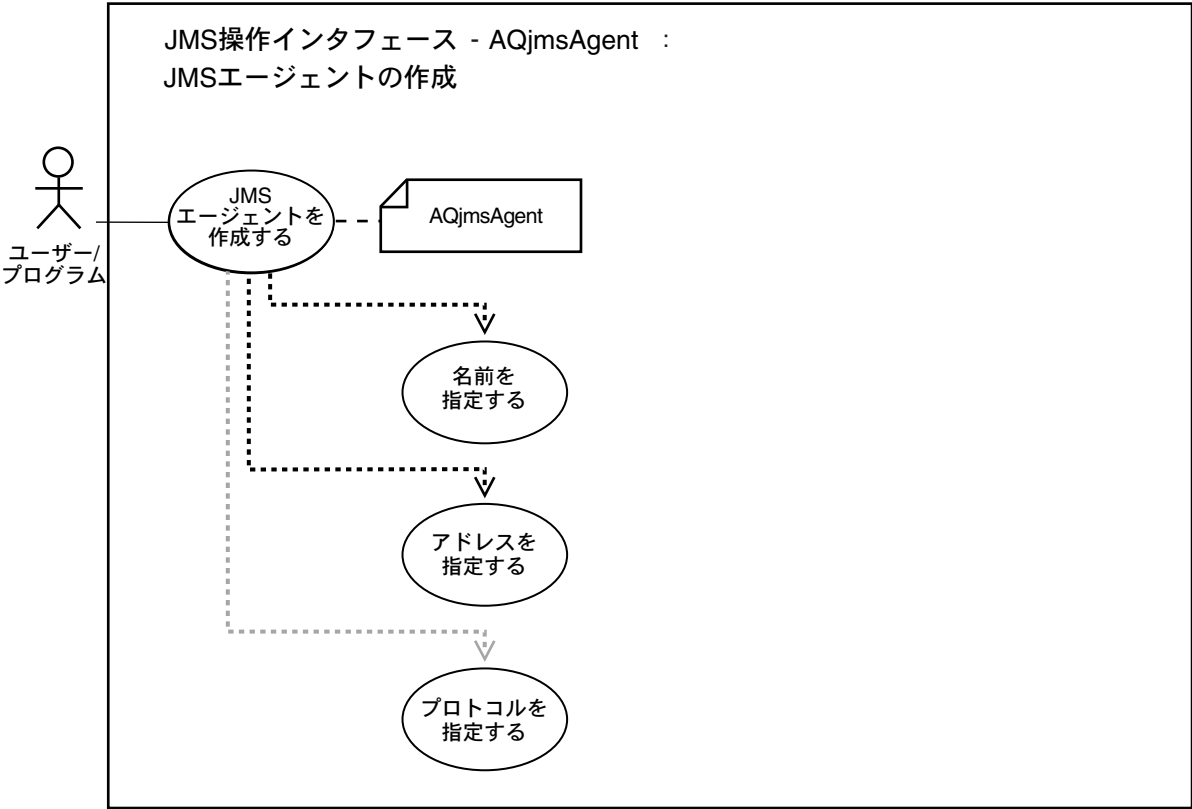 JMS操作インタフェース - AQjmsAgent :
JMSエージェントの作成
JMS
エージェントを
作成する
AQjmsAgent
ユーザー/
プログラム
名前を
指定する
アドレスを
指定する
プロトコルを
指定する